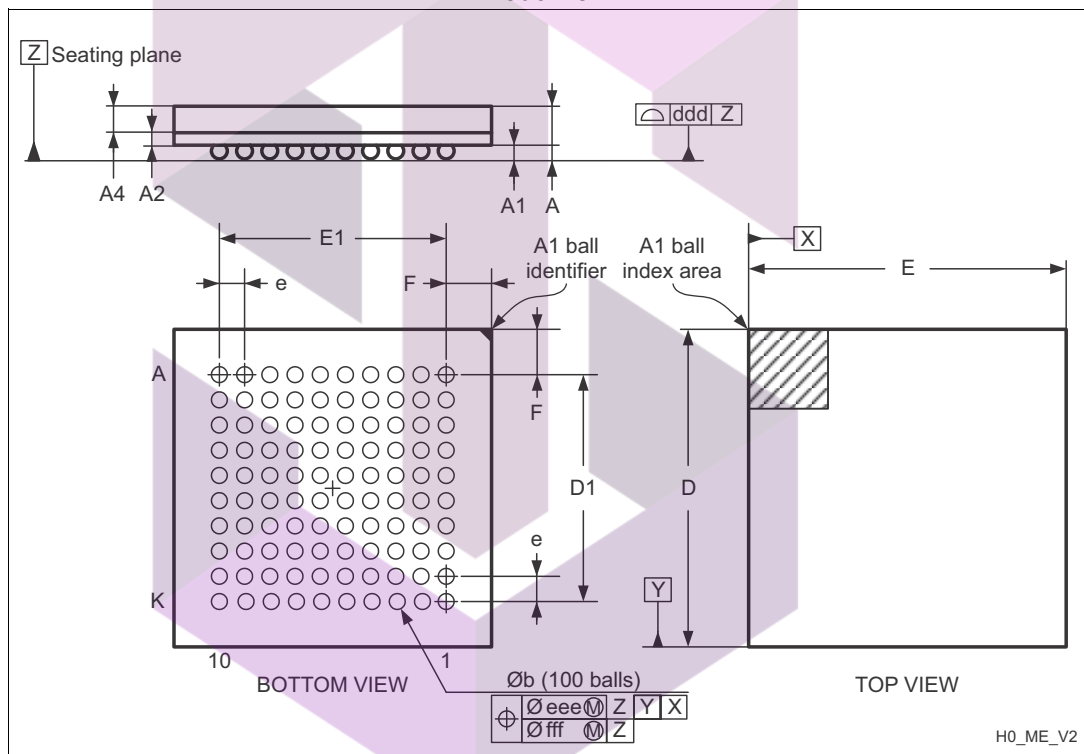 Z Seating plane
ddd Z
A4 A2 A1 A
E1
A1 ball identifier
A1 ball index area
X
E
e
F
A
F
D1
D
e
Y
K
10 1
BOTTOM VIEW
Øb (100 balls)
Ø eee Ⓜ Z Y X
Ø fff Ⓜ Z
TOP VIEW
H0_ME_V2